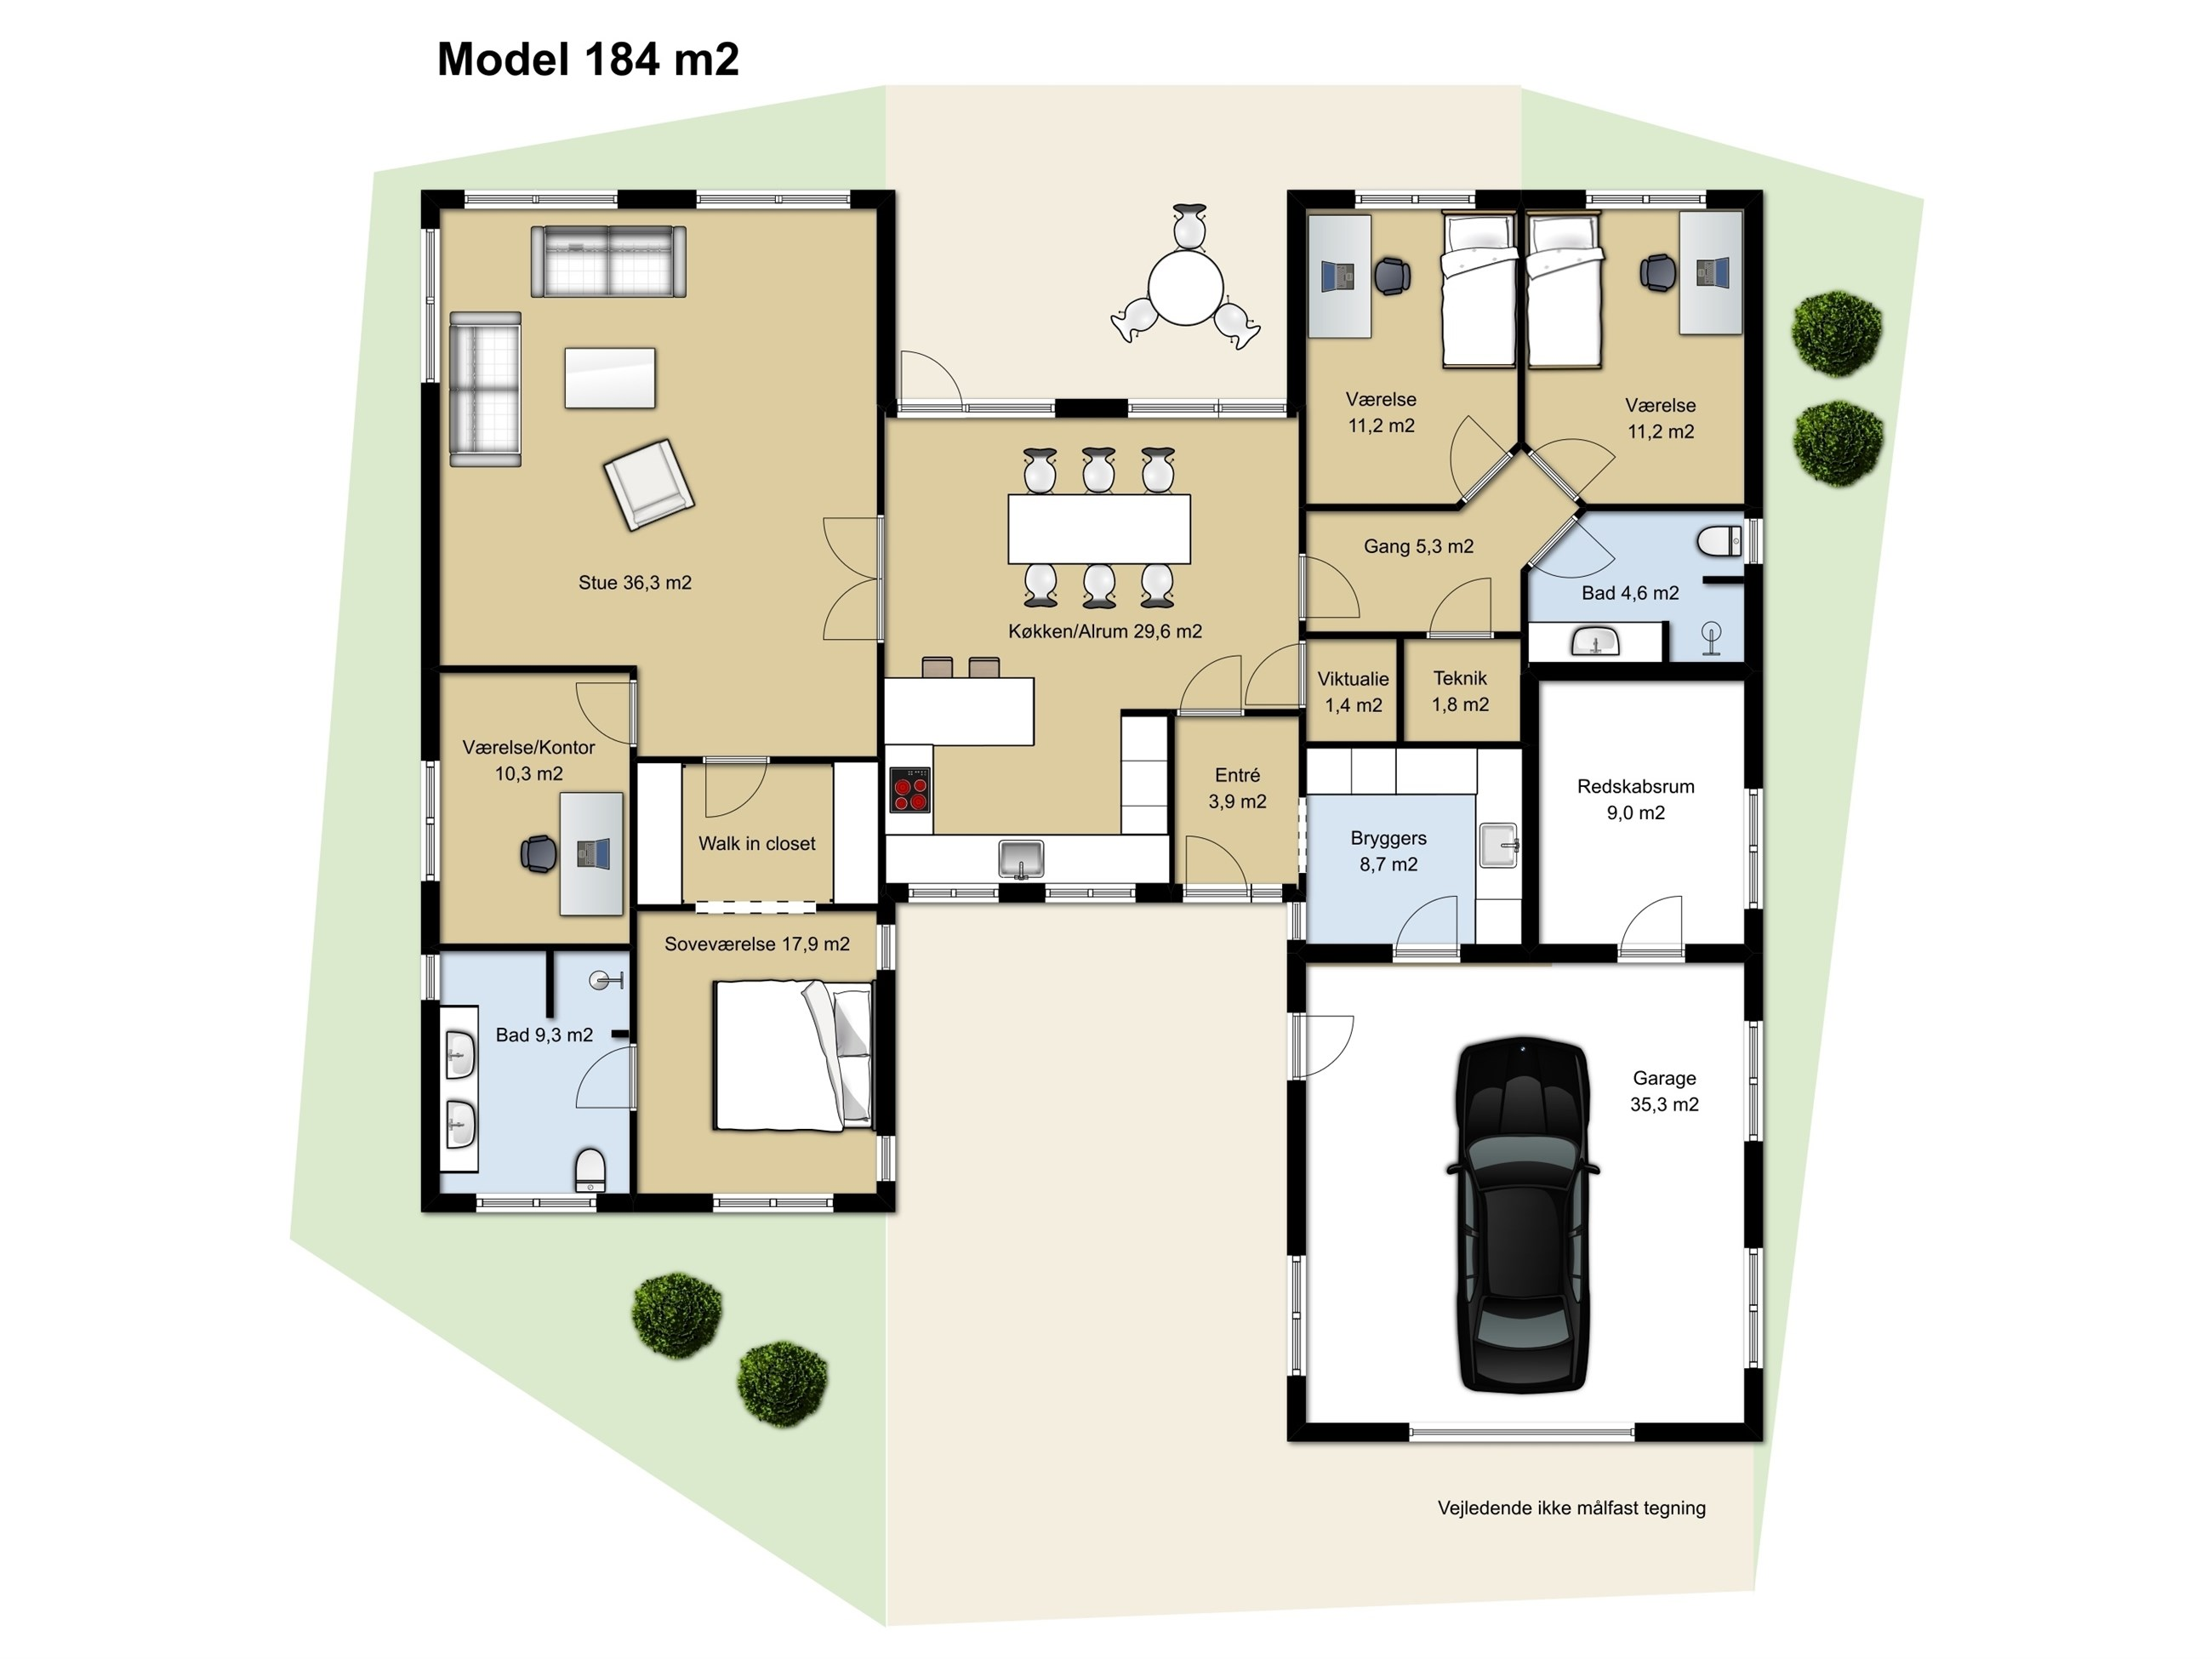 Model 184 m2
Værelse
11,2 m2
Værelse
11,2 m2
Stue 36,3 m2
Gang 5,3 m2
Bad 4,6 m2
Køkken/Alrum 29,6 m2
Viktualie
1,4 m2
Teknik
1,8 m2
Værelse/Kontor
10,3 m2
Entré
3,9 m2
Redskabsrum
9,0 m2
Walk in closet
Bryggers
8,7 m2
Soveværelse 17,9 m2
Bad 9,3 m2
Garage
35,3 m2
Vejledende ikke målfast tegning